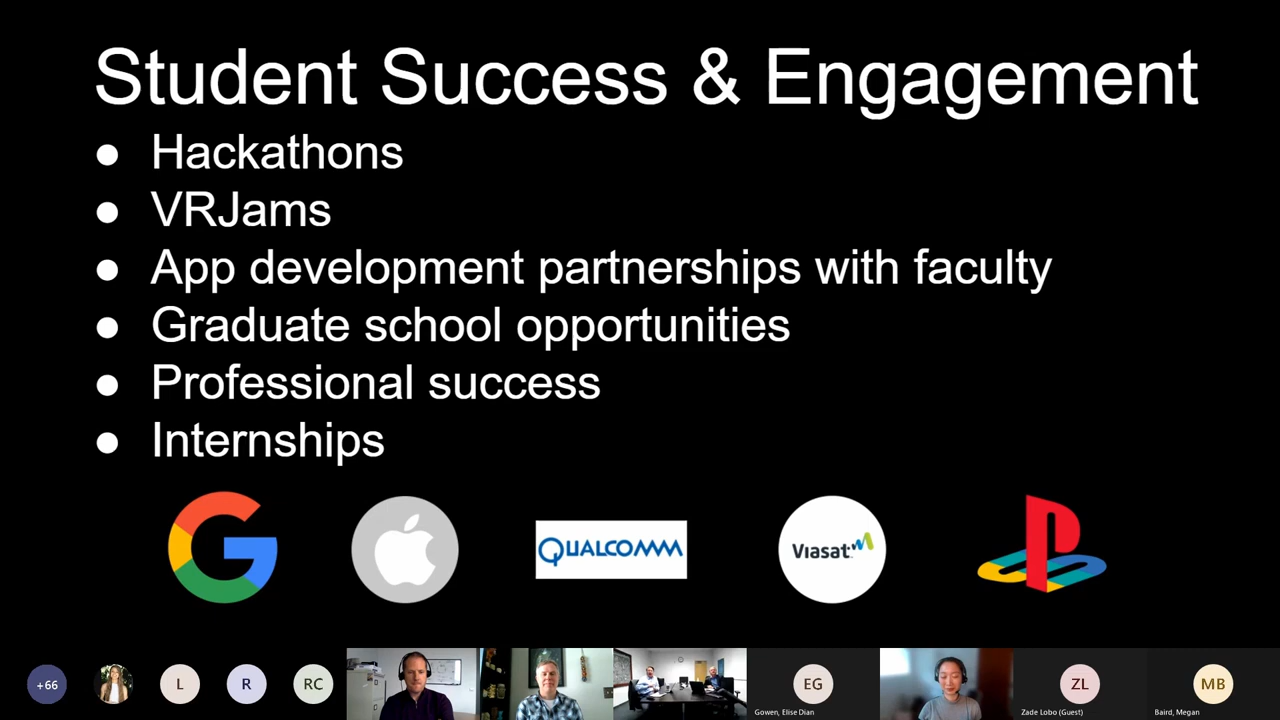 Student Success & Engagement
● Hackathons
● VRJams
● App development partnerships with faculty
● Graduate school opportunities
● Professional success
● Internships
G
QUALCOMM
Viasat
P
+66
L
R
RC
EG
ZL
MB
Gowen, Elise Dian
Zade Lobo (Guest)
Baird, Megan